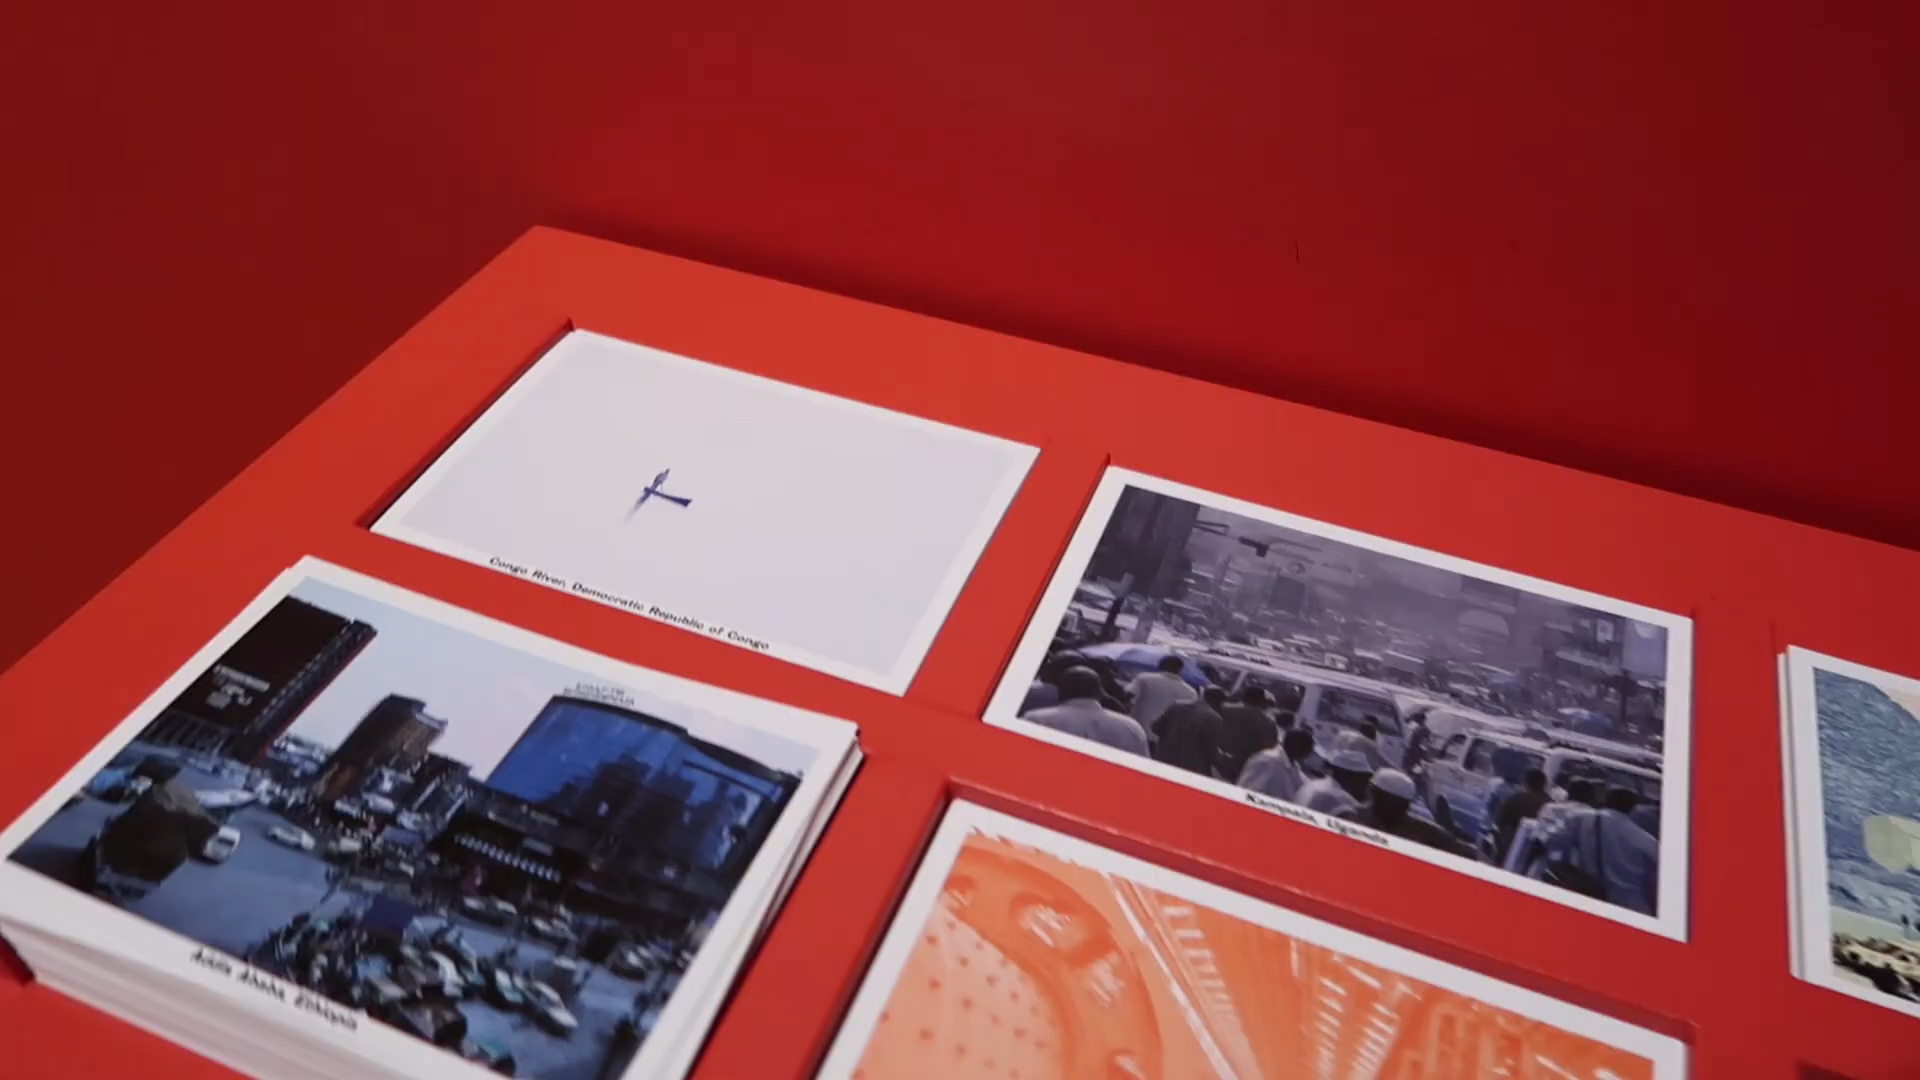 Congo River, Democratic Republic of Congo
Kampala, Uganda
Addis Ababa, Ethiopia